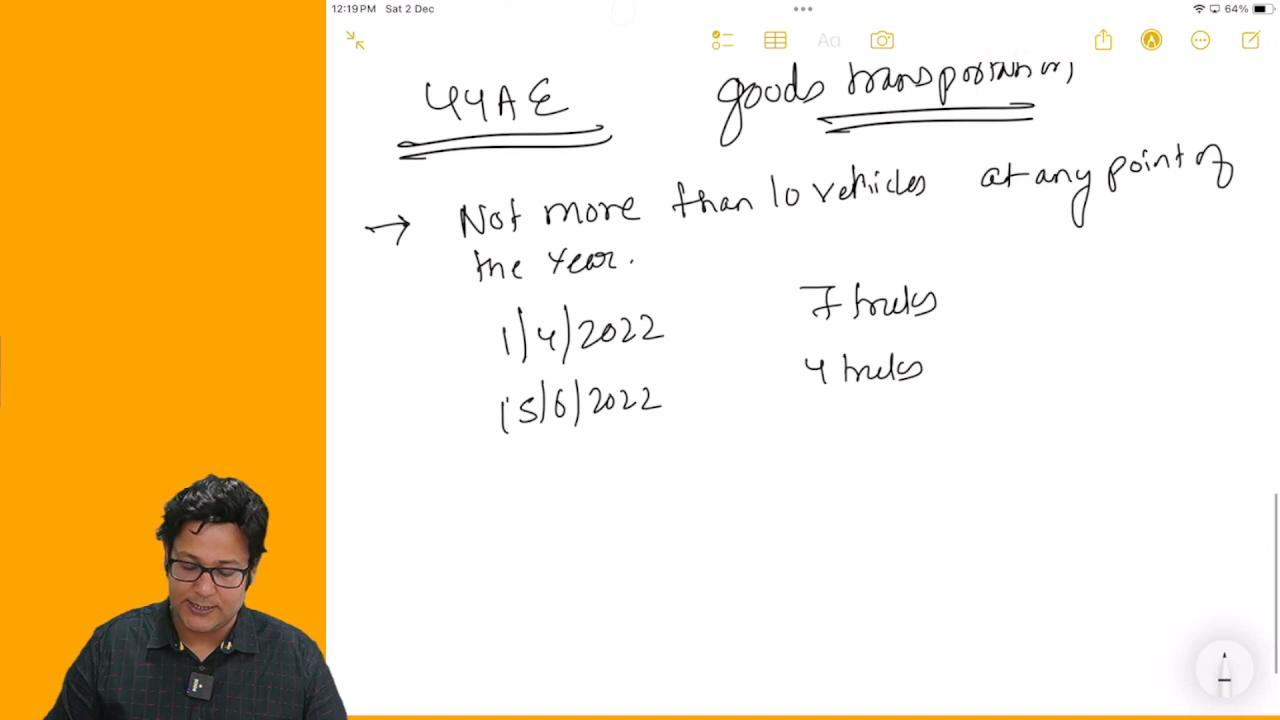 12:19 PM Sat 2 Dec
64%
Aa
44AE goods transportation
→ Not more than 10 vehicles at any point of
the Year.
1/4/2022 7 trucks
15/6/2022 4 trucks